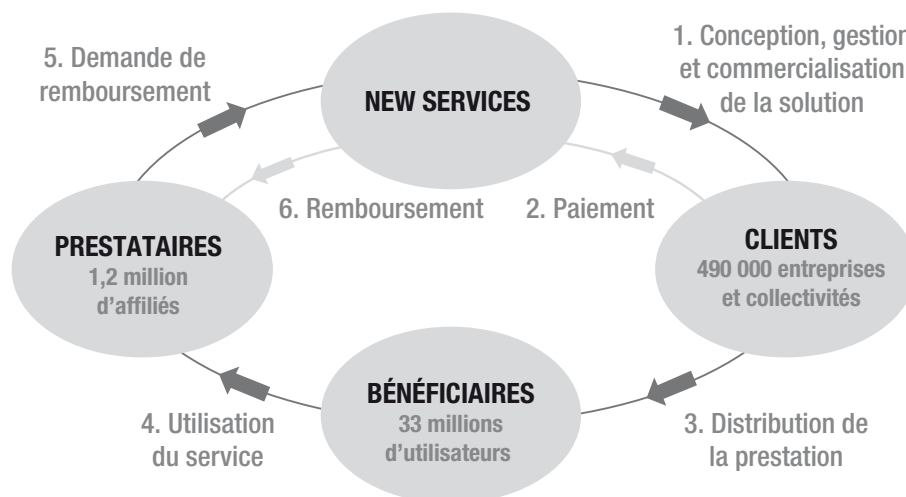 5. Demande de
remboursement
NEW SERVICES
1. Conception, gestion
et commercialisation
de la solution
6. Remboursement
2. Paiement
PRESTATAIRES
1,2 million
d’affiliés
CLIENTS
490 000 entreprises
et collectivités
BÉNÉFICIAIRES
33 millions
d’utilisateurs
4. Utilisation
du service
3. Distribution de
la prestation